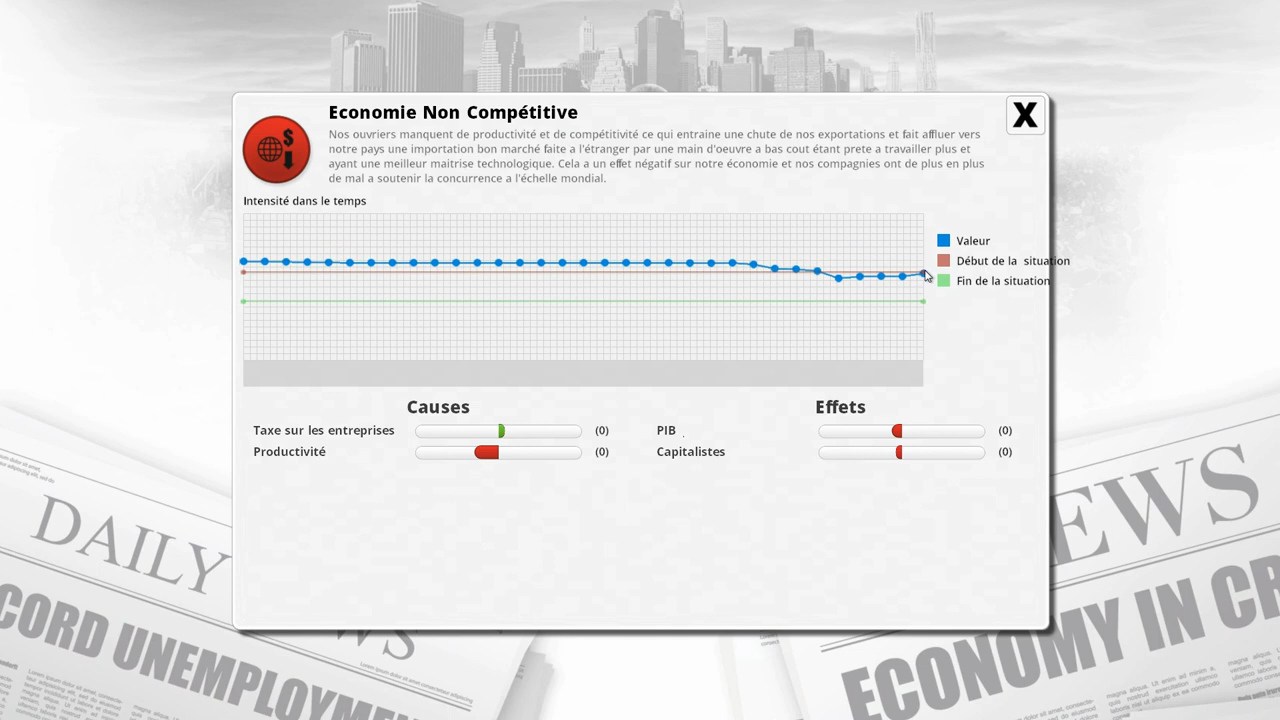 Economie Non Compétitive
X
Nos ouvriers manquent de productivité et de compétitivité ce qui entraine une chute de nos exportations et fait affluer vers
notre pays une importation bon marché faite a l'étranger par une main d'oeuvre a bas cout étant prete a travailler plus et
ayant une meilleur maitrise technologique. Cela a un effet négatif sur notre économie et nos compagnies ont de plus en plus
de mal a soutenir la concurrence a l'échelle mondial.
Intensité dans le temps
Valeur
Début de la situation
Fin de la situation
Causes
Effets
Taxe sur les entreprises (0)
PIB (0)
Productivité (0)
Capitalistes (0)
DAILY
WS
EWS
CORD UNEMPLOYME
ECONOMY IN CR